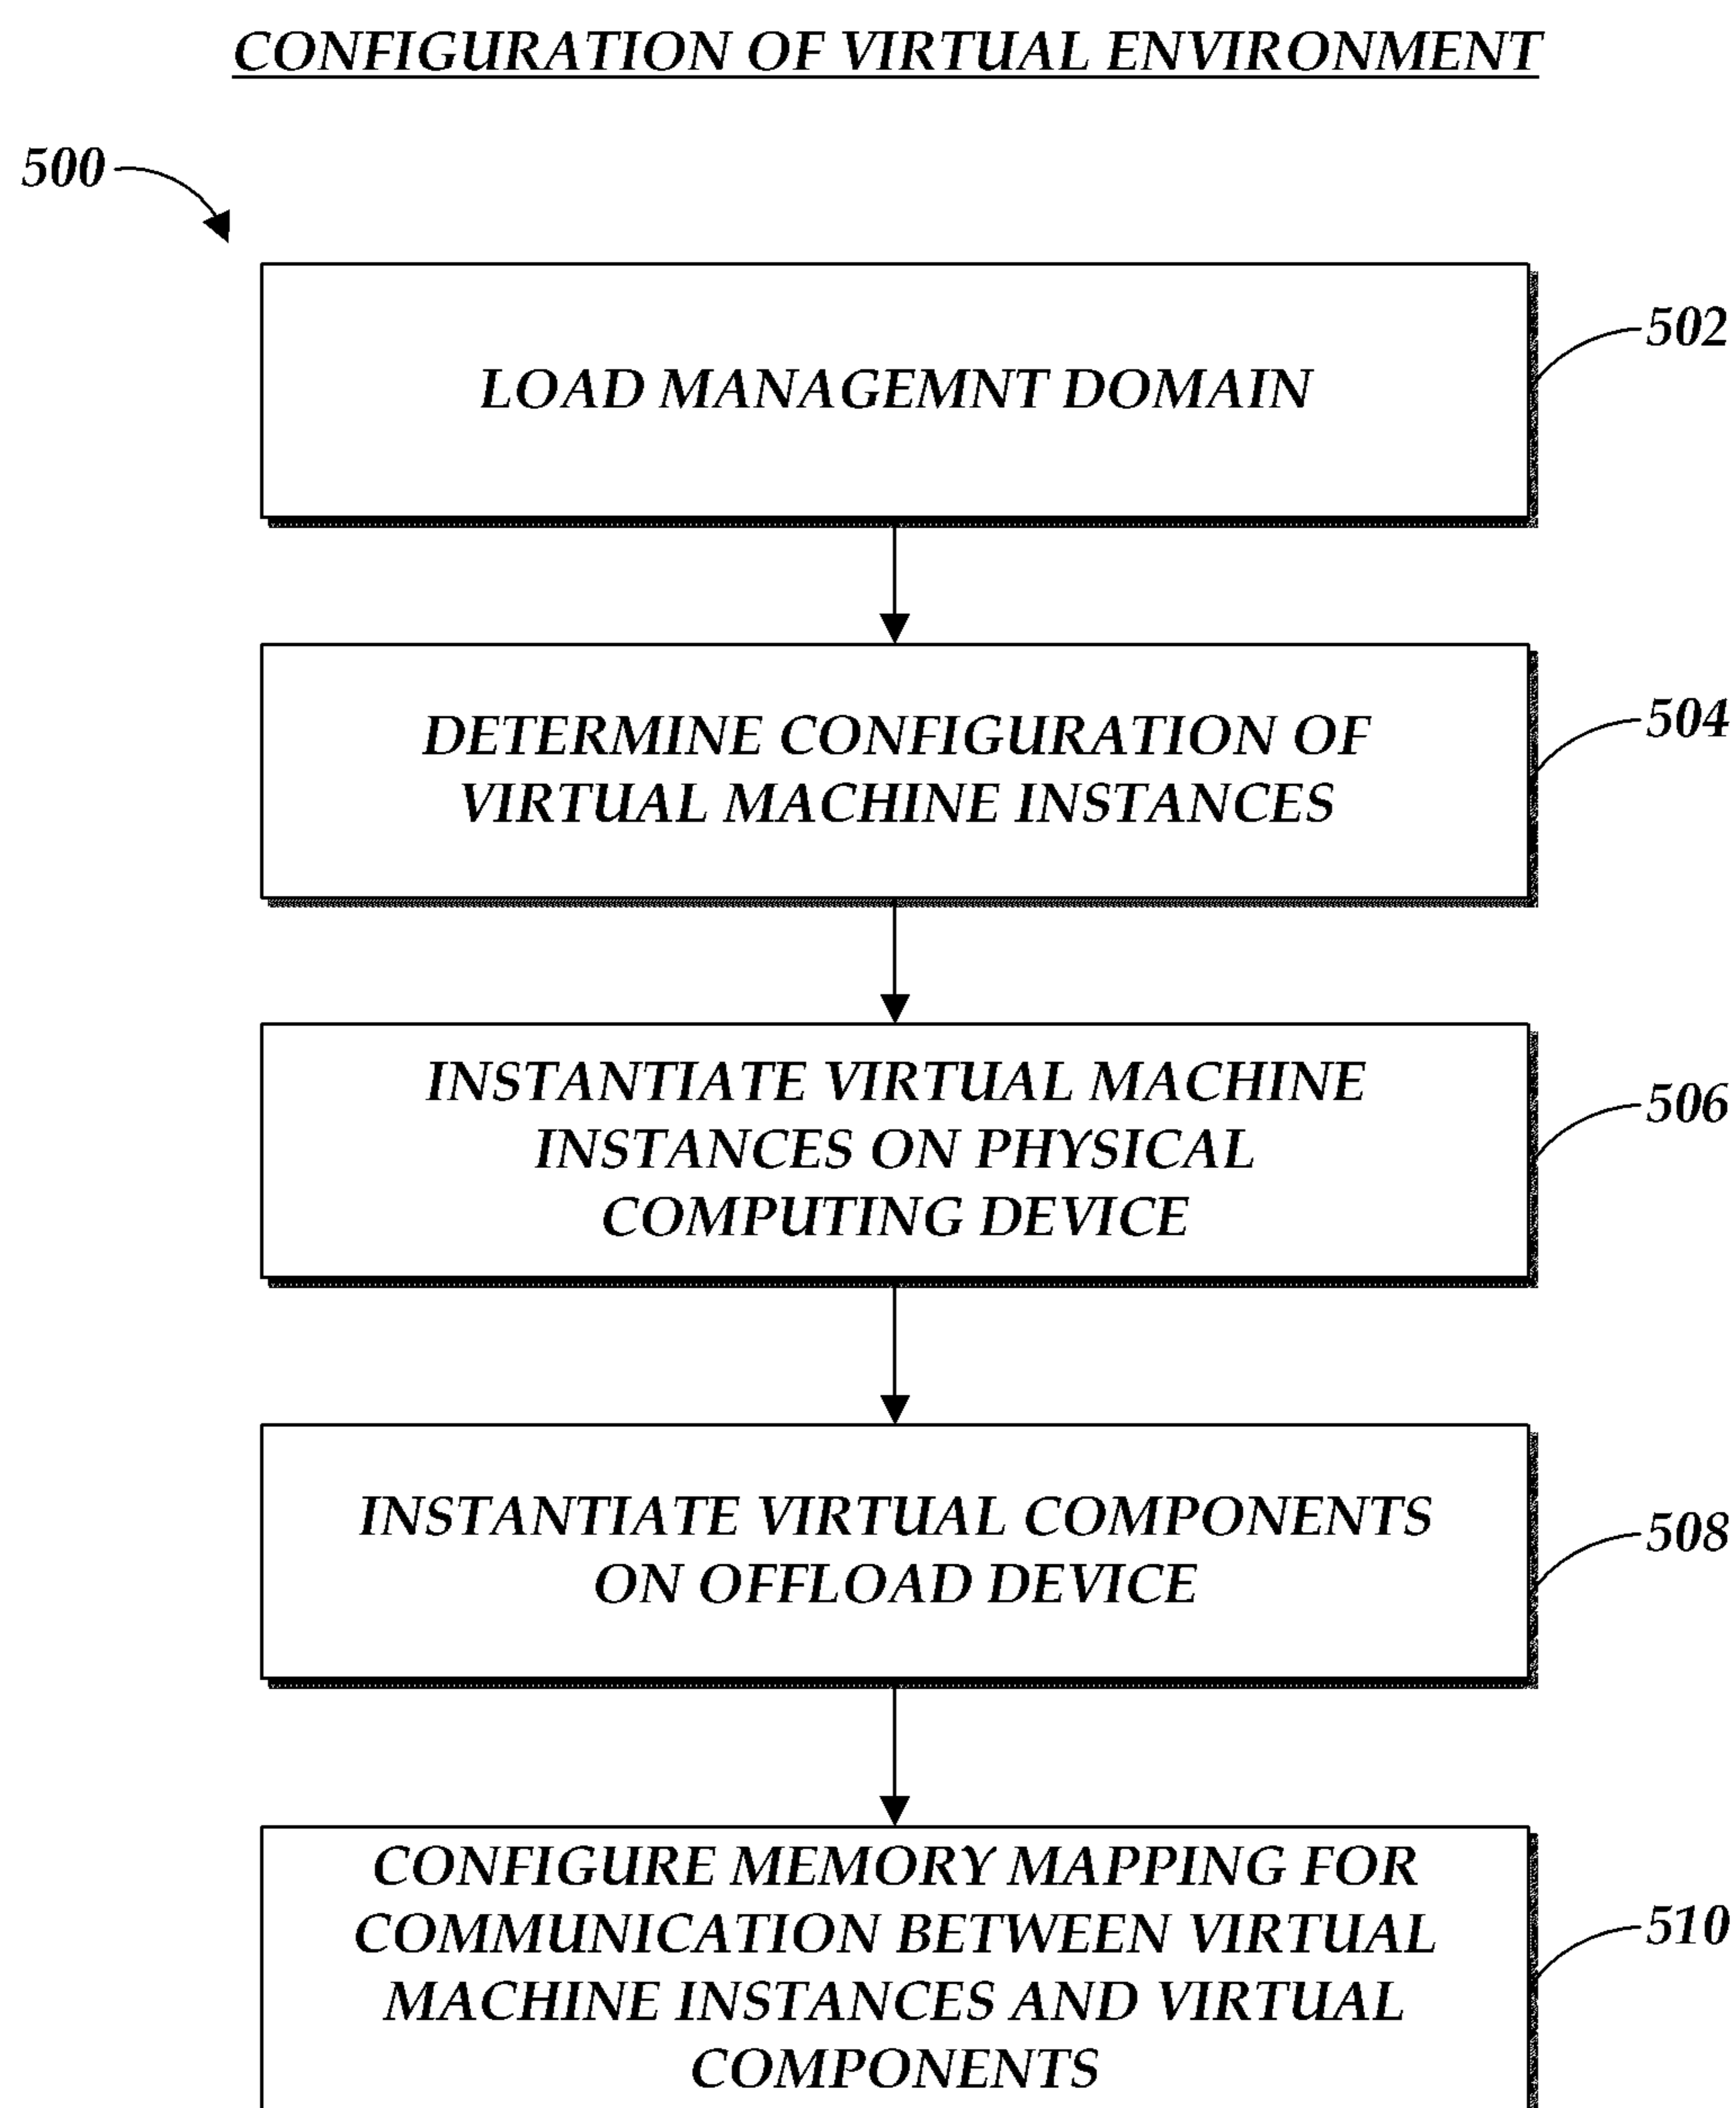 CONFIGURATION OF VIRTUAL ENVIRONMENT
500
LOAD MANAGEMNT DOMAIN
502
DETERMINE CONFIGURATION OF
VIRTUAL MACHINE INSTANCES
504
INSTANTIATE VIRTUAL MACHINE
INSTANCES ON PHYSICAL
COMPUTING DEVICE
506
INSTANTIATE VIRTUAL COMPONENTS
ON OFFLOAD DEVICE
508
CONFIGURE MEMORY MAPPING FOR
COMMUNICATION BETWEEN VIRTUAL
MACHINE INSTANCES AND VIRTUAL
COMPONENTS
510